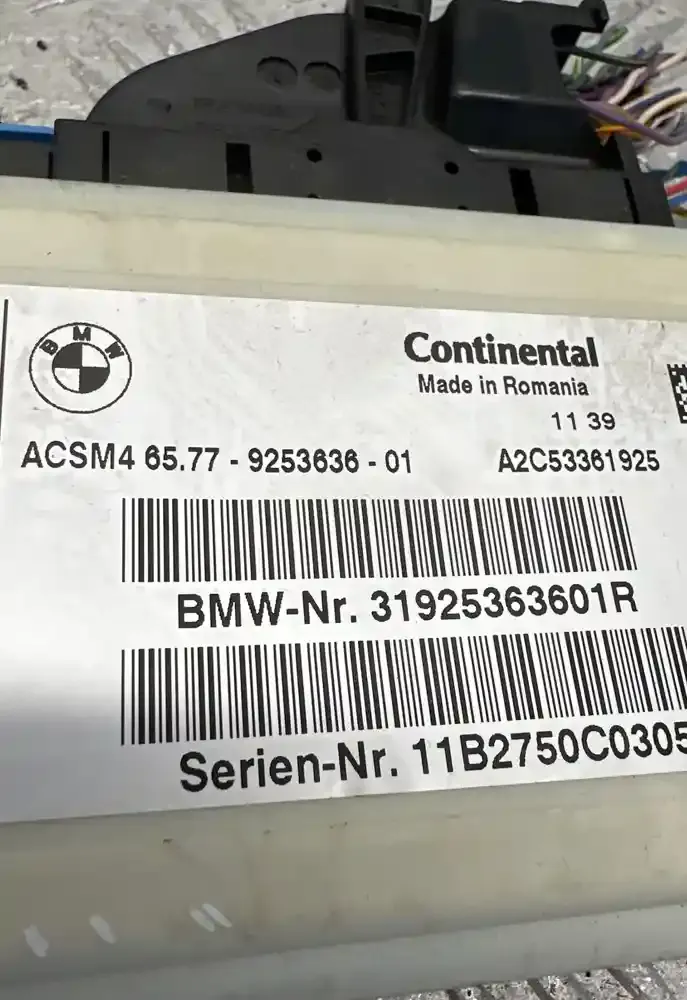 BMW
Continental
Made in Romania
11 39
ACSM4 65.77 - 9253636 - 01 A2C53361925
BMW-Nr. 31925363601R
Serien-Nr. 11B2750C0305